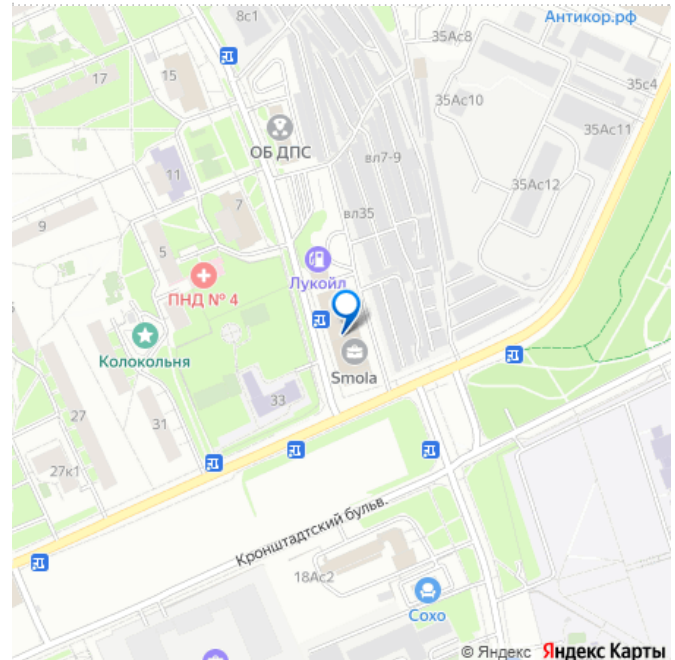 8с1
Антикор.рф
35Ас8
17
15
35с4
35Ас10
ОБ ДПС
35Ас11
вл7-9
11
35Ас12
7
вл35
9
5
Лукойл
ПНД № 4
Колокольня
Smola
33
27
31
27к1
Кронштадтский бульв.
18Ас2
Сохо
© Яндекс Яндекс Карты